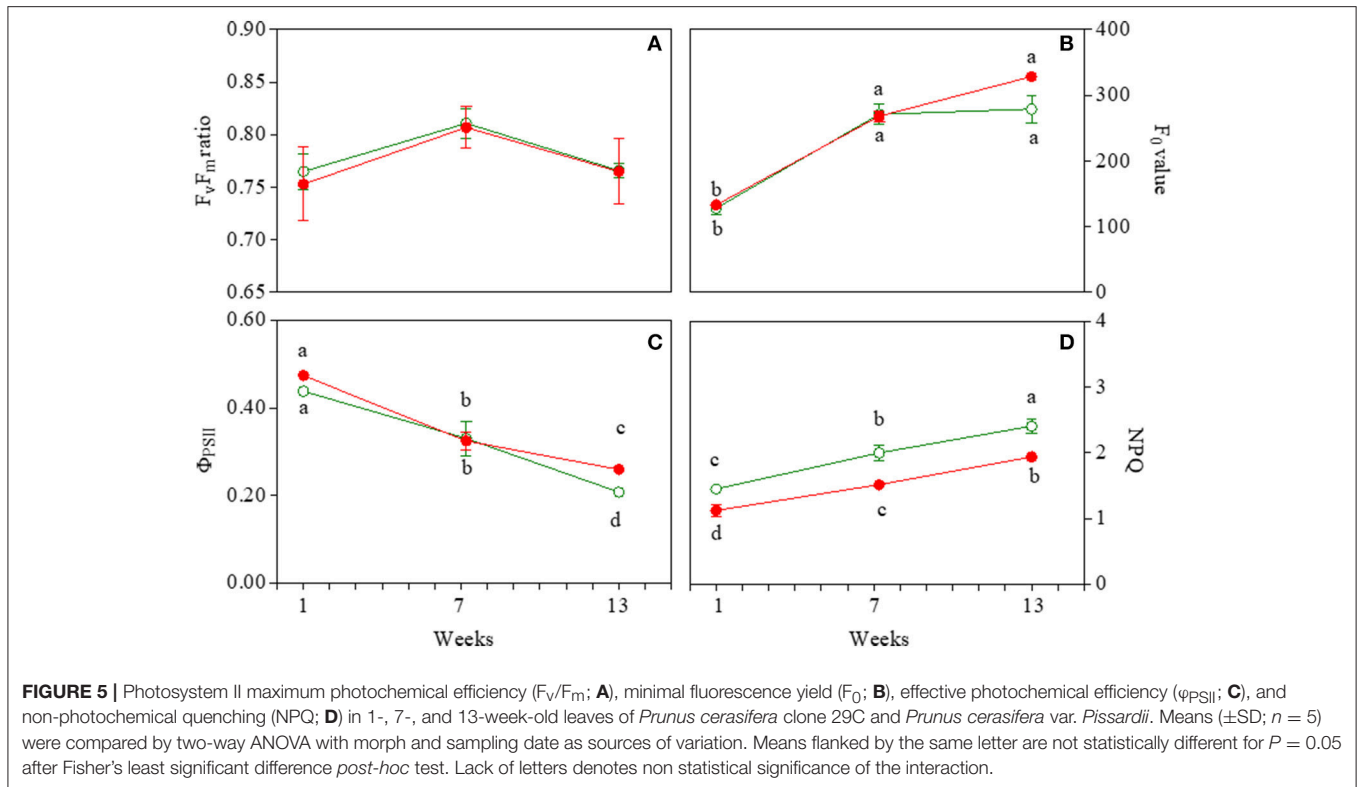 0.90
0.85
0.80
0.75
0.70
0.65
FvFm ratio
A
B
a
a
a
a
b
b
400
300
200
100
0
F0 value
0.60
0.40
0.20
0.00
ΦPSII
C
a
a
b
b
c
d
D
a
b
c
b
c
d
4
3
2
1
0
NPQ
1 7 13
Weeks
1 7 13
Weeks
FIGURE 5 | Photosystem II maximum photochemical efficiency (Fv/Fm; A), minimal fluorescence yield (F0; B), effective photochemical efficiency (φPSII; C), and
non-photochemical quenching (NPQ; D) in 1-, 7-, and 13-week-old leaves of Prunus cerasifera clone 29C and Prunus cerasifera var. Pissardii. Means (±SD; n = 5)
were compared by two-way ANOVA with morph and sampling date as sources of variation. Means flanked by the same letter are not statistically different for P = 0.05
after Fisher's least significant difference post-hoc test. Lack of letters denotes non statistical significance of the interaction.